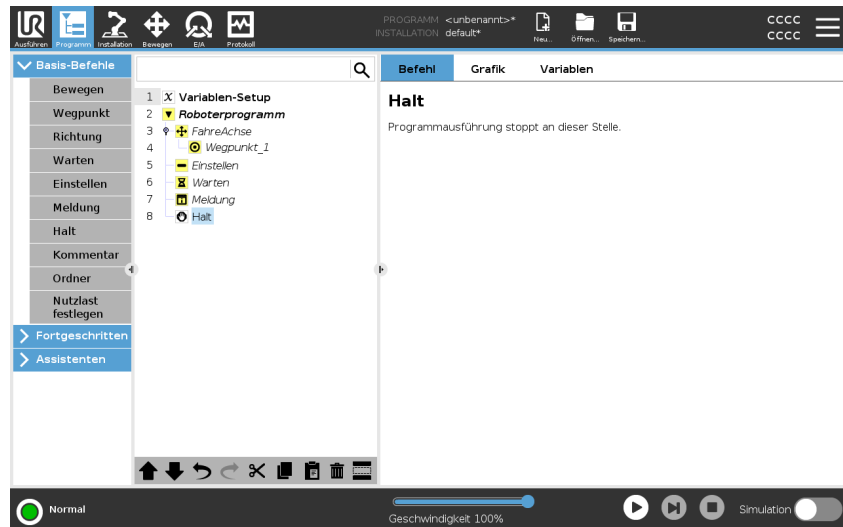 PROGRAMM <unbenannt>*
INSTALLATION default*
cccc
cccc
Ausführen Programm Installation Bewegen E/A Protokoll
Neu... Öffnen... Speichern...
Basis-Befehle
Bewegen
Wegpunkt
Richtung
Warten
Einstellen
Meldung
Halt
Kommentar
Ordner
Nutzlast
festlegen
Fortgeschritten
Assistenten
1 X Variablen-Setup
2 Roboterprogramm
3 FahreAchse
4 Wegpunkt_1
5 Einstellen
6 Warten
7 Meldung
8 Halt
Befehl Grafik Variablen
Halt
Programmausführung stoppt an dieser Stelle.
Normal
Geschwindigkeit 100%
Simulation